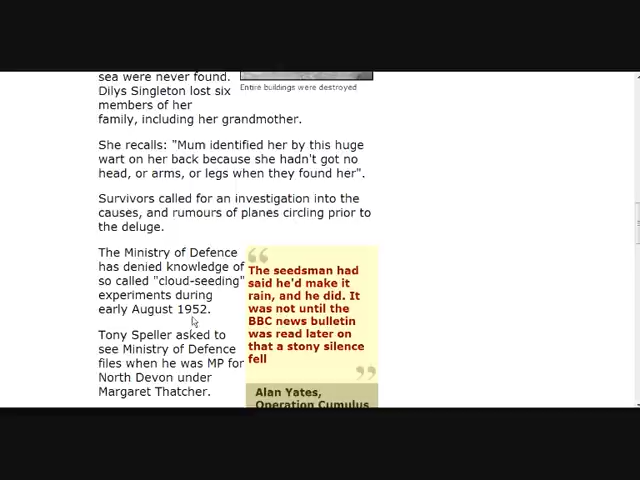 sea were never found.
Dilys Singleton lost six
members of her
family, including her grandmother.
Entire buildings were destroyed
She recalls: "Mum identified her by this huge
wart on her back because she hadn't got no
head, or arms, or legs when they found her".
Survivors called for an investigation into the
causes, and rumours of planes circling prior to
the deluge.
The Ministry of Defence
has denied knowledge of
so called "cloud-seeding"
experiments during
early August 1952.
Tony Speller asked to
see Ministry of Defence
files when he was MP for
North Devon under
Margaret Thatcher.
“
The seedsman had
said he'd make it
rain, and he did. It
was not until the
BBC news bulletin
was read later on
that a stony silence
fell
”
Alan Yates,
Operation Cumulus